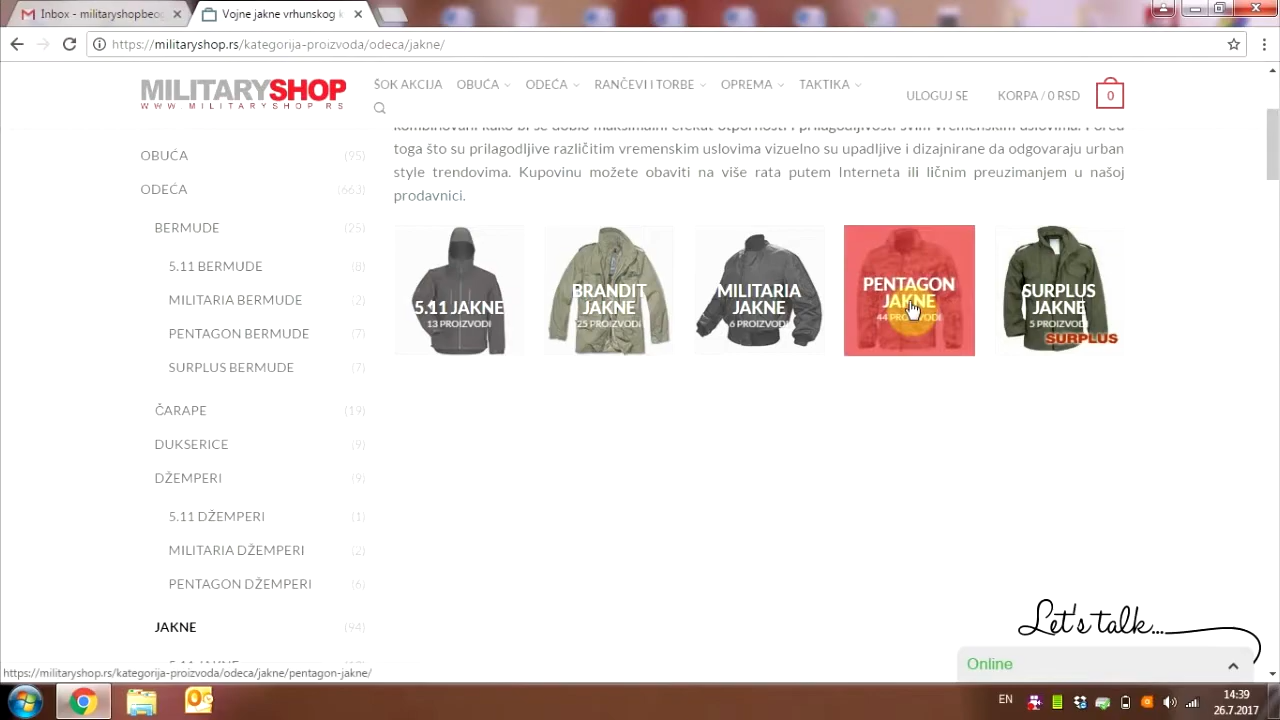 Inbox - militaryshopbeog
Vojne jakne vrhunskog k
https://militaryshop.rs/kategorija-proizvoda/odeca/jakne/
MILITARYSHOP
WWW.MILITARYSHOP.RS
ŠOK AKCIJA
OBUĆA
ODEĆA
RANČEVI I TORBE
OPREMA
TAKTIKA
ULOGUJ SE
KORPA / 0 RSD
0
kombinovani kako bi se dobio maksimalni efekat otpornosti i prilagodljivosti svim vremenskim uslovima. Pored
toga što su prilagodljive različitim vremenskim uslovima vizuelno su upadljive i dizajnirane da odgovaraju urban
style trendovima. Kupovinu možete obaviti na više rata putem Interneta ili ličnim preuzimanjem u našoj
prodavnici.
OBUĆA (95)
ODEĆA (663)
BERMUDE (25)
5.11 BERMUDE (8)
MILITARIA BERMUDE (2)
PENTAGON BERMUDE (7)
SURPLUS BERMUDE (7)
ČARAPE (19)
DUKSERICE (9)
DŽEMPERI (9)
5.11 DŽEMPERI (1)
MILITARIA DŽEMPERI (2)
PENTAGON DŽEMPERI (6)
JAKNE (94)
5.11 JAKNE
5.11 JAKNE
13 PROIZVODI
BRANDIT
JAKNE
25 PROIZVODI
MILITARIA
JAKNE
6 PROIZVODI
PENTAGON
JAKNE
44 PROIZVODI
SURPLUS
JAKNE
5 PROIZVODI
SURPLUS
Let's talk...
Online
https://militaryshop.rs/kategorija-proizvoda/odeca/jakne/pentagon-jakne/
EN
14:39
26.7.2017